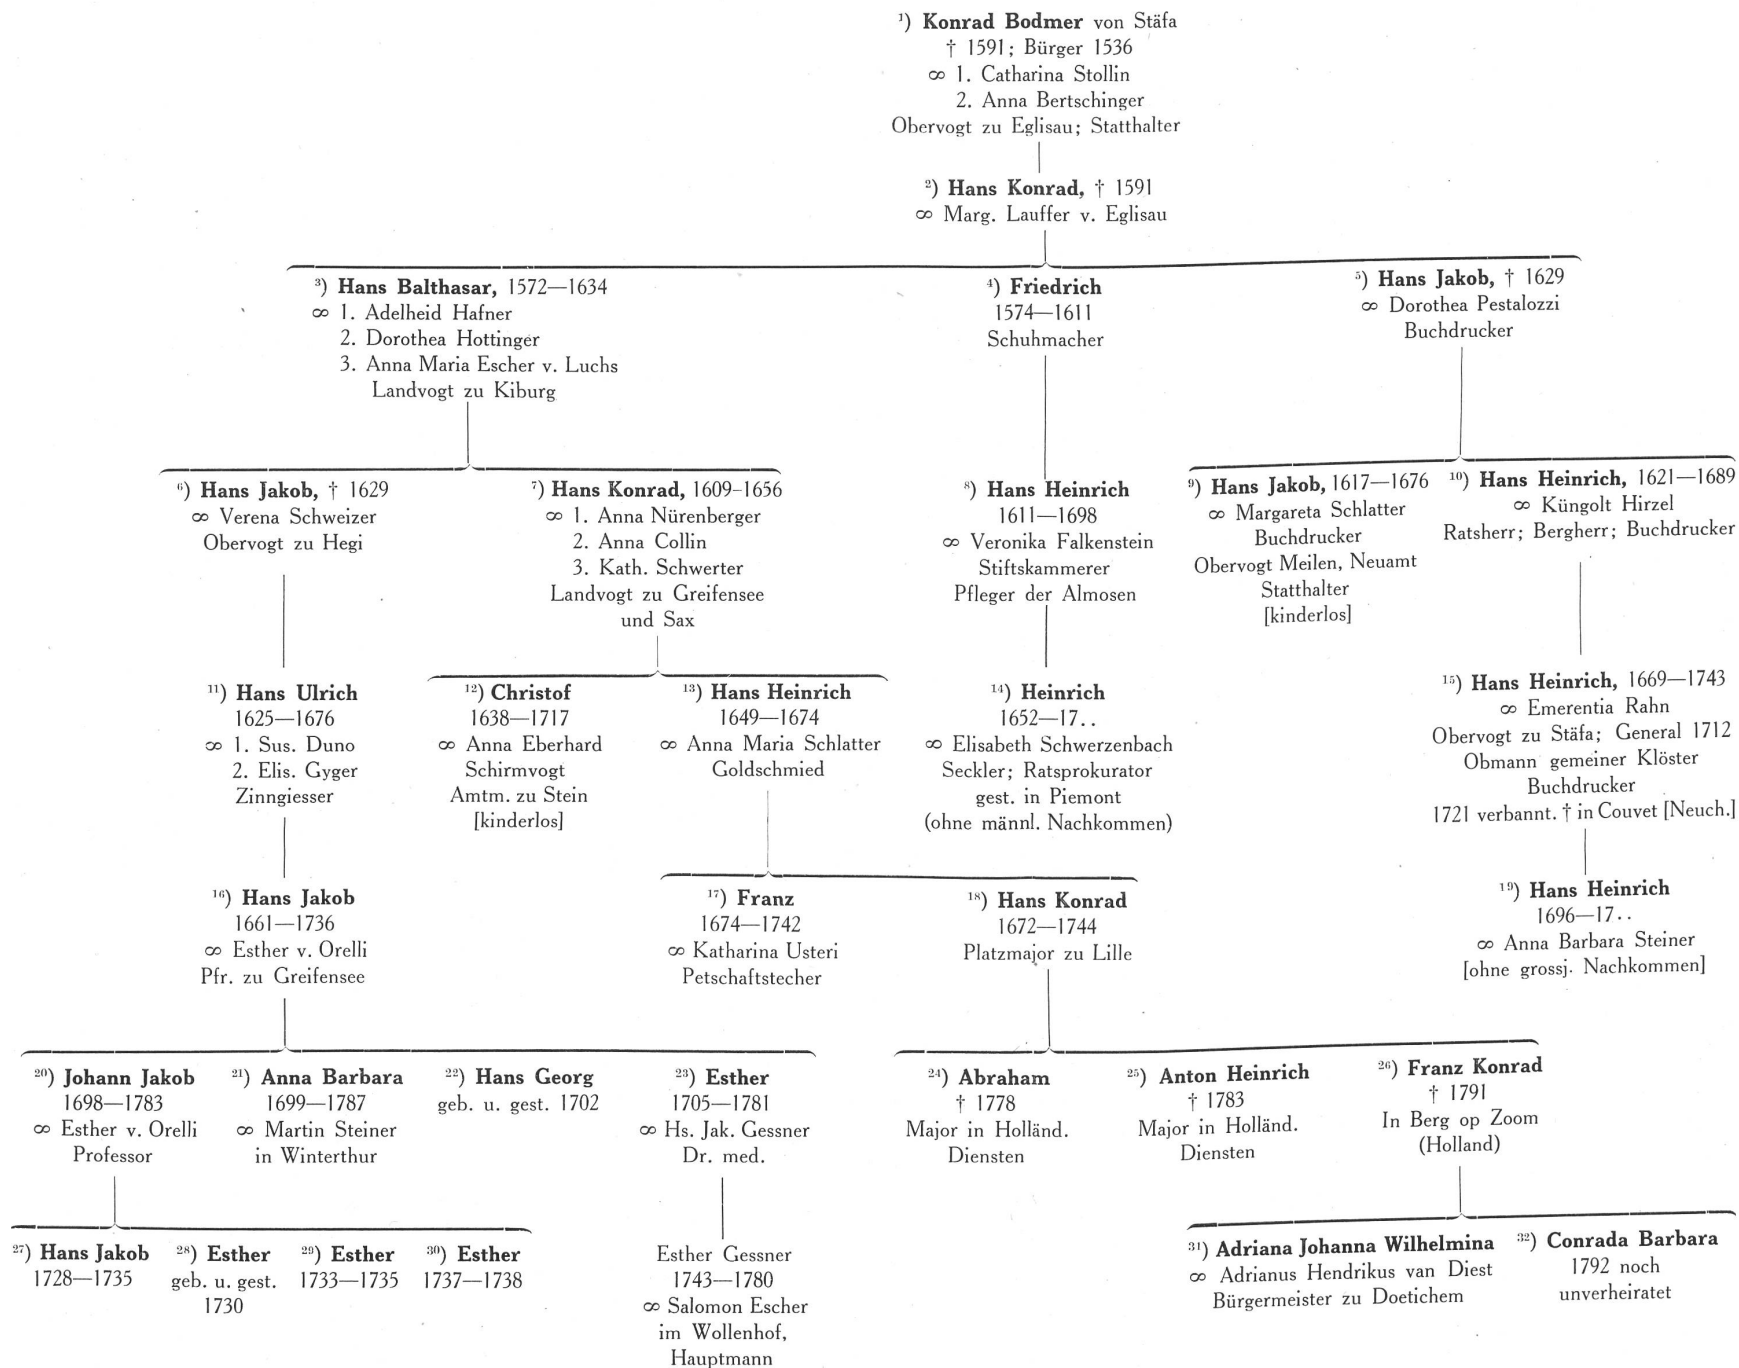 ¹) Konrad Bodmer von Stäfa
† 1591; Bürger 1536
∞ 1. Catharina Stollin
2. Anna Bertschinger
Obervogt zu Eglisau; Statthalter
²) Hans Konrad, † 1591
∞ Marg. Lauffer v. Eglisau
³) Hans Balthasar, 1572—1634
∞ 1. Adelheid Hafner
2. Dorothea Hottinger
3. Anna Maria Escher v. Luchs
Landvogt zu Kiburg
⁴) Friedrich
1574—1611
Schuhmacher
⁵) Hans Jakob, † 1629
∞ Dorothea Pestalozzi
Buchdrucker
⁶) Hans Jakob, † 1629
∞ Verena Schweizer
Obervogt zu Hegi
⁷) Hans Konrad, 1609–1656
∞ 1. Anna Nürenberger
2. Anna Collin
3. Kath. Schwerter
Landvogt zu Greifensee
und Sax
⁸) Hans Heinrich
1611—1698
∞ Veronika Falkenstein
Stiftskammerer
Pfleger der Almosen
⁹) Hans Jakob, 1617—1676
∞ Margareta Schlatter
Buchdrucker
Obervogt Meilen, Neuamt
Statthalter
[kinderlos]
¹⁰) Hans Heinrich, 1621—1689
∞ Küngolt Hirzel
Ratsherr; Bergherr; Buchdrucker
¹¹) Hans Ulrich
1625—1676
∞ 1. Sus. Duno
2. Elis. Gyger
Zinngiesser
¹²) Christof
1638—1717
∞ Anna Eberhard
Schirmvogt
Amtm. zu Stein
[kinderlos]
¹³) Hans Heinrich
1649—1674
∞ Anna Maria Schlatter
Goldschmied
¹⁴) Heinrich
1652—17..
∞ Elisabeth Schwerzenbach
Seckler; Ratsprokurator
gest. in Piemont
(ohne männl. Nachkommen)
¹⁵) Hans Heinrich, 1669—1743
∞ Emerentia Rahn
Obervogt zu Stäfa; General 1712
Obmann gemeiner Klöster
Buchdrucker
1721 verbannt. † in Couvet [Neuch.]
¹⁶) Hans Jakob
1661—1736
∞ Esther v. Orelli
Pfr. zu Greifensee
¹⁷) Franz
1674—1742
∞ Katharina Usteri
Petschaftstecher
¹⁸) Hans Konrad
1672—1744
Platzmajor zu Lille
¹⁹) Hans Heinrich
1696—17..
∞ Anna Barbara Steiner
[ohne grossj. Nachkommen]
²⁰) Johann Jakob
1698—1783
∞ Esther v. Orelli
Professor
²¹) Anna Barbara
1699—1787
∞ Martin Steiner
in Winterthur
²²) Hans Georg
geb. u. gest. 1702
²³) Esther
1705—1781
∞ Hs. Jak. Gessner
Dr. med.
²⁴) Abraham
† 1778
Major in Holländ.
Diensten
²⁵) Anton Heinrich
† 1783
Major in Holländ.
Diensten
²⁶) Franz Konrad
† 1791
In Berg op Zoom
(Holland)
²⁷) Hans Jakob
1728—1735
²⁸) Esther
geb. u. gest.
1730
²⁹) Esther
1733—1735
³⁰) Esther
1737—1738
Esther Gessner
1743—1780
∞ Salomon Escher
im Wollenhof,
Hauptmann
³¹) Adriana Johanna Wilhelmina
∞ Adrianus Hendrikus van Diest
Bürgermeister zu Doetichem
³²) Conrada Barbara
1792 noch
unverheiratet